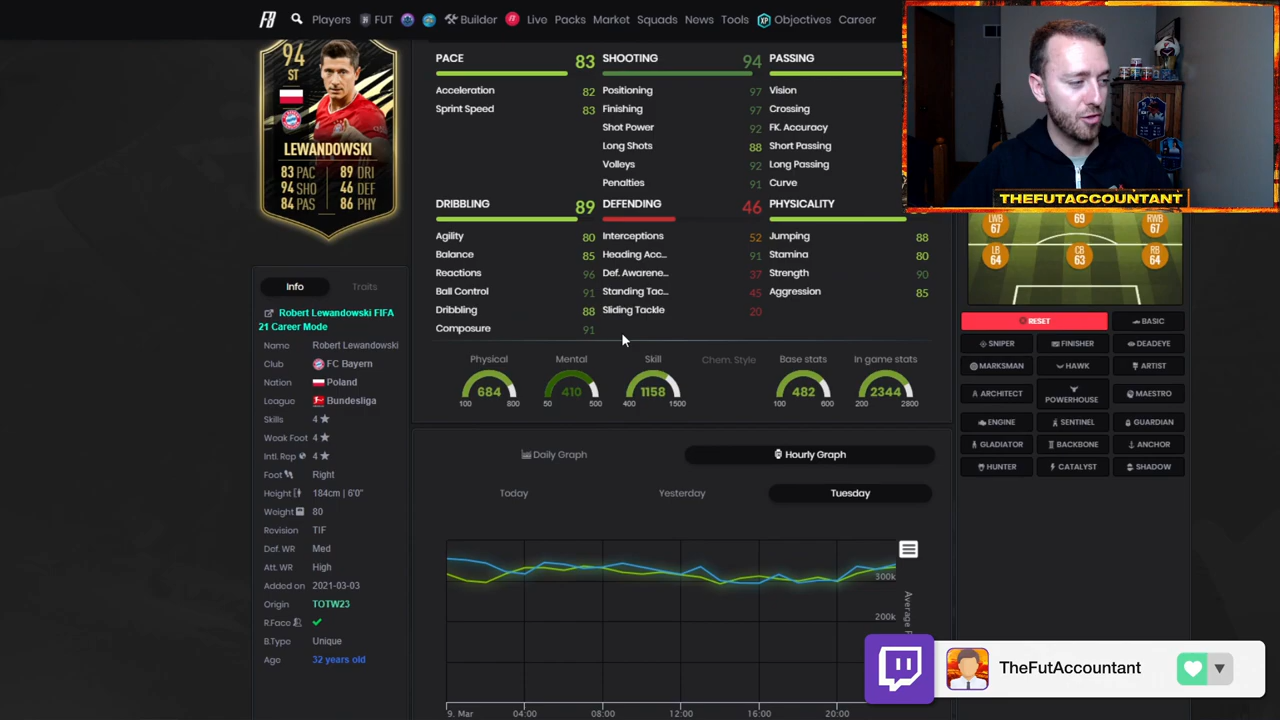 Players FUT Builder Live Packs Market Squads News Tools XP Objectives Career
94
ST
LEWANDOWSKI
83 PAC 89 DRI
94 SHO 46 DEF
84 PAS 86 PHY
PACE 83
Acceleration 82
Sprint Speed 83
SHOOTING 94
Positioning 97
Finishing 97
Shot Power 92
Long Shots 88
Volleys 92
Penalties 91
PASSING
Vision
Crossing
FK. Accuracy
Short Passing
Long Passing
Curve
DRIBBLING 89
Agility 80
Balance 85
Reactions 96
Ball Control 91
Dribbling 88
Composure 91
DEFENDING 46
Interceptions 52
Heading Acc... 91
Def. Awarene... 37
Standing Tac... 45
Sliding Tackle 20
PHYSICALITY
Jumping 88
Stamina 80
Strength 90
Aggression 85
Physical
684
100 800
Mental
410
50 500
Skill
1158
400 1500
Chem. Style
Base stats
482
100 600
In game stats
2344
200 2800
Info Traits
Robert Lewandowski FIFA
21 Career Mode
Name Robert Lewandowski
Club FC Bayern
Nation Poland
League Bundesliga
Skills 4
Weak Foot 4
Intl. Rep 4
Foot Right
Height 184cm | 6'0"
Weight 80
Revision TIF
Def. WR Med
Att. WR High
Added on 2021-03-03
Origin TOTW23
R.Face
B.Type Unique
Age 32 years old
Daily Graph Hourly Graph
Today Yesterday Tuesday
300k
200k
Average P
9. Mar 04:00 08:00 12:00 16:00 20:00
THEFUTACCOUNTANT
LWB
67
69
RWB
67
LB
64
CB
63
RB
64
RESET BASIC
SNIPER FINISHER DEADEYE
MARKSMAN HAWK ARTIST
ARCHITECT POWERHOUSE MAESTRO
ENGINE SENTINEL GUARDIAN
GLADIATOR BACKBONE ANCHOR
HUNTER CATALYST SHADOW
TheFutAccountant